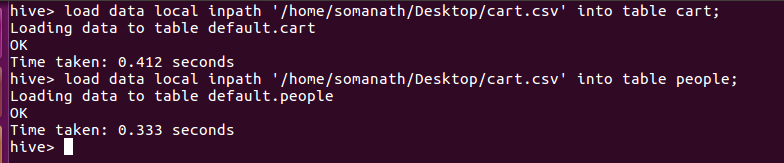 hive> load data local inpath '/home/somanath/Desktop/cart.csv' into table cart;
Loading data to table default.cart
OK
Time taken: 0.412 seconds
hive> load data local inpath '/home/somanath/Desktop/cart.csv' into table people;
Loading data to table default.people
OK
Time taken: 0.333 seconds
hive>